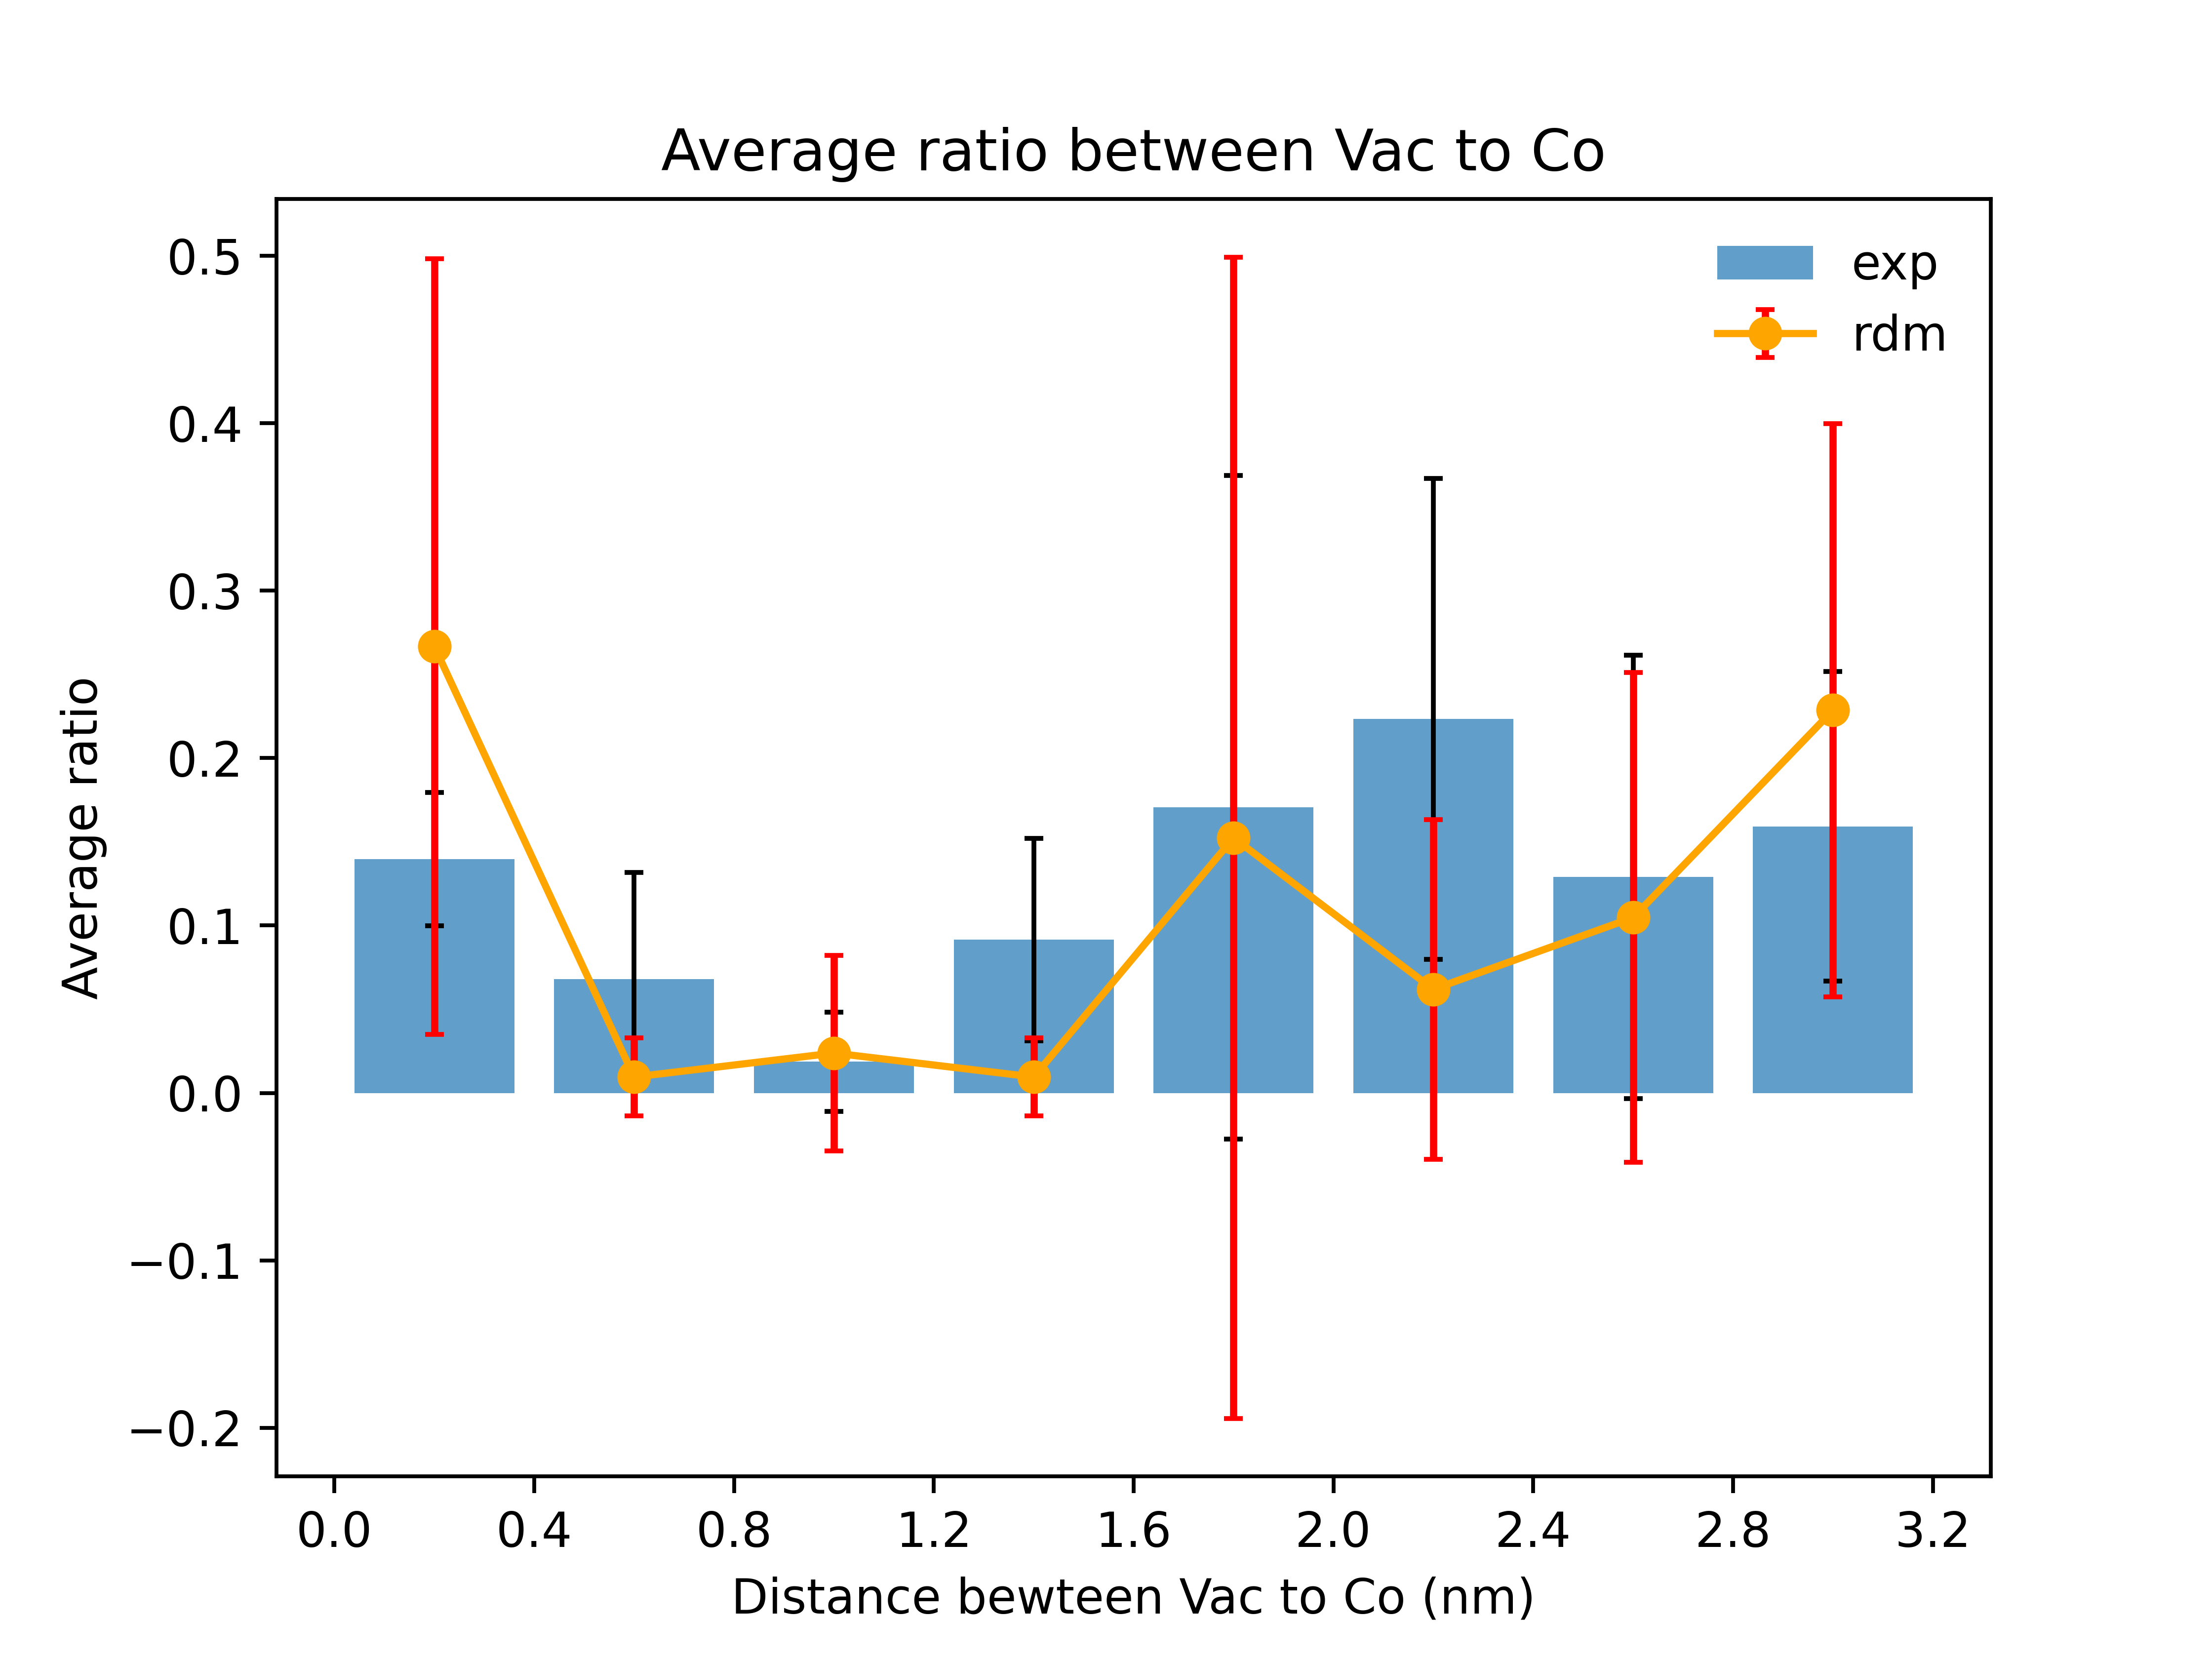 Average ratio between Vac to Co
exp
rdm
0.5
0.4
0.3
0.2
0.1
0.0
−0.1
−0.2
Average ratio
0.0 0.4 0.8 1.2 1.6 2.0 2.4 2.8 3.2
Distance bewteen Vac to Co (nm)